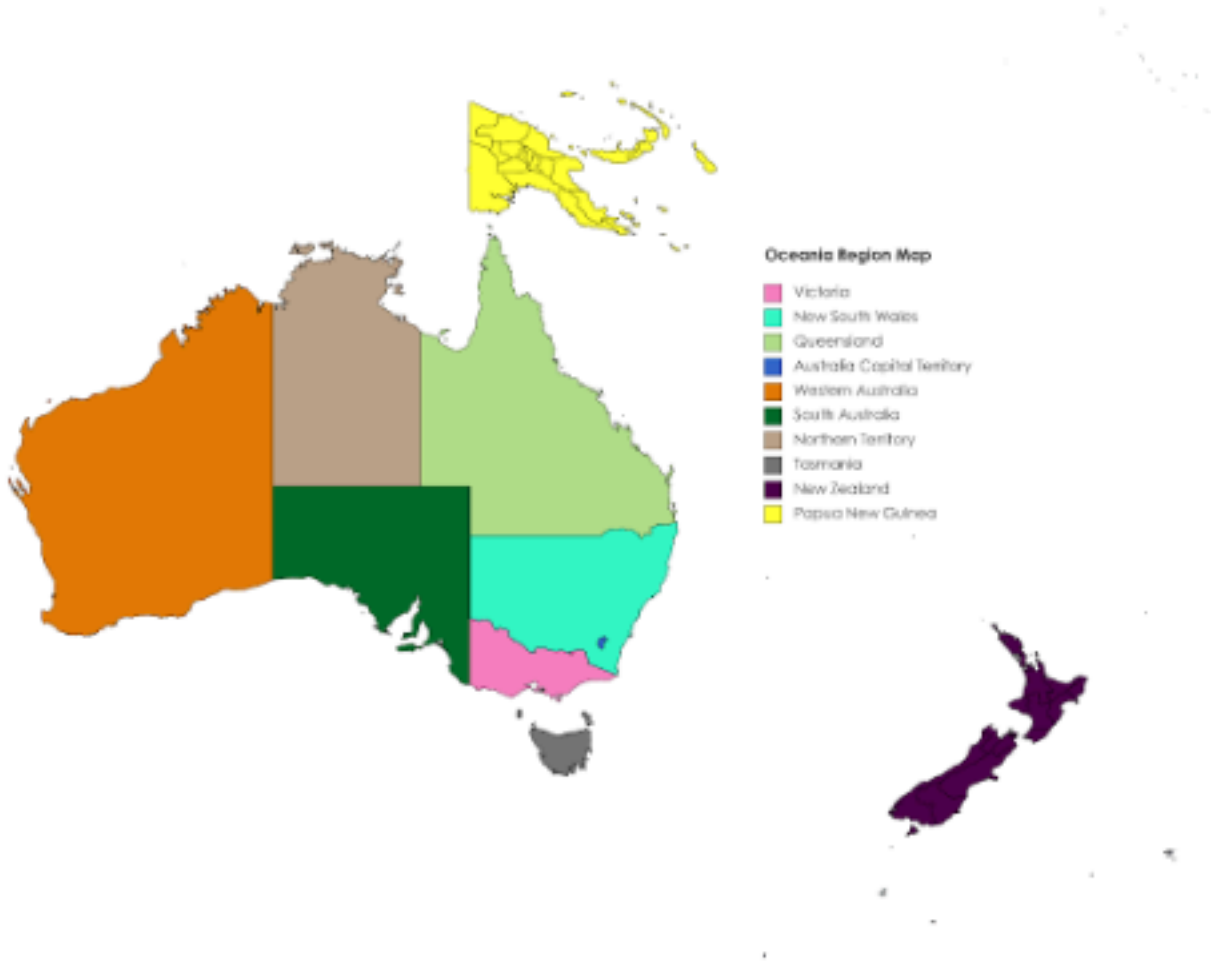 Oceania Region Map
Victoria
New South Wales
Queensland
Australia Capital Territory
Western Australia
South Australia
Northern Territory
Tasmania
New Zealand
Papua New Guinea